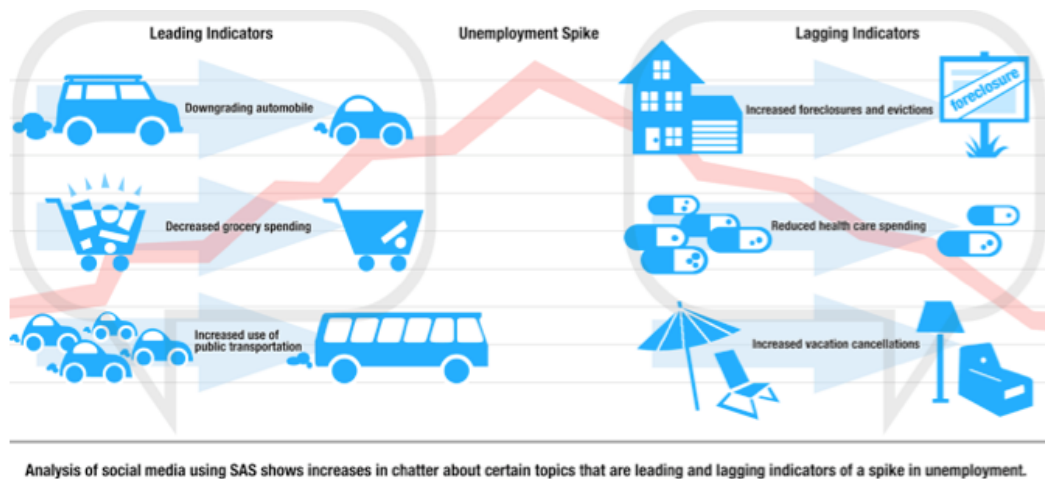 Leading Indicators
Unemployment Spike
Lagging Indicators
Downgrading automobile
Increased foreclosures and evictions
foreclosure
Decreased grocery spending
Reduced health care spending
Increased use of
public transportation
Increased vacation cancellations
Analysis of social media using SAS shows increases in chatter about certain topics that are leading and lagging indicators of a spike in unemployment.